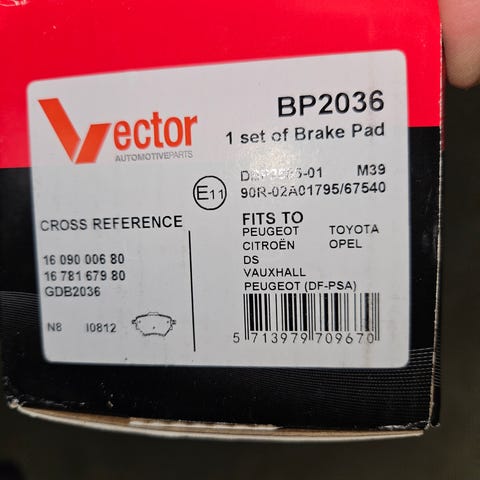 Vector
AUTOMOTIVEPARTS
BP2036
1 set of Brake Pad
M39
90R-02A01795/67540
E11
CROSS REFERENCE
16 090 006 80
16 781 679 80
GDB2036
N8 I0812
FITS TO
PEUGEOT TOYOTA
CITROËN OPEL
DS
VAUXHALL
PEUGEOT (DF-PSA)
5 713979 709670